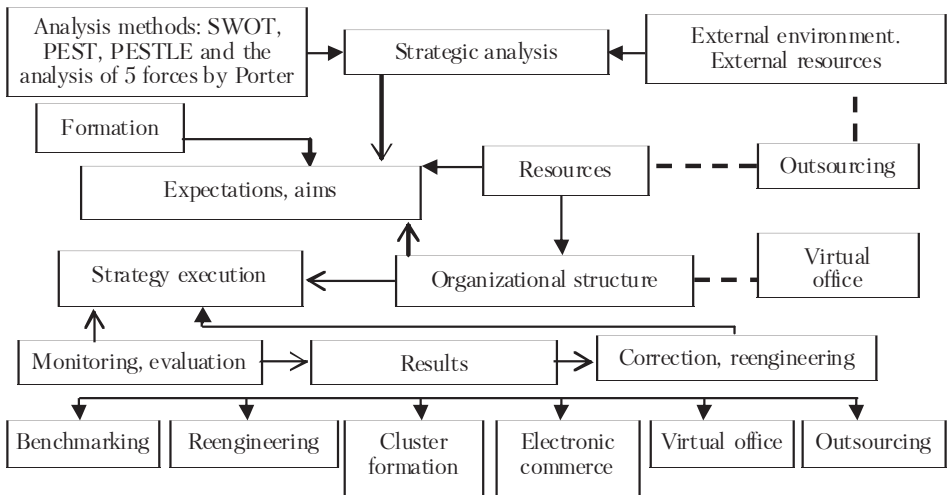 Analysis methods: SWOT,
PEST, PESTLE and the
analysis of 5 forces by Porter
Strategic analysis
External environment.
External resources
Formation
Expectations, aims
Resources
Outsourcing
Strategy execution
Organizational structure
Virtual
office
Monitoring, evaluation
Results
Correction, reengineering
Benchmarking
Reengineering
Cluster
formation
Electronic
commerce
Virtual office
Outsourcing